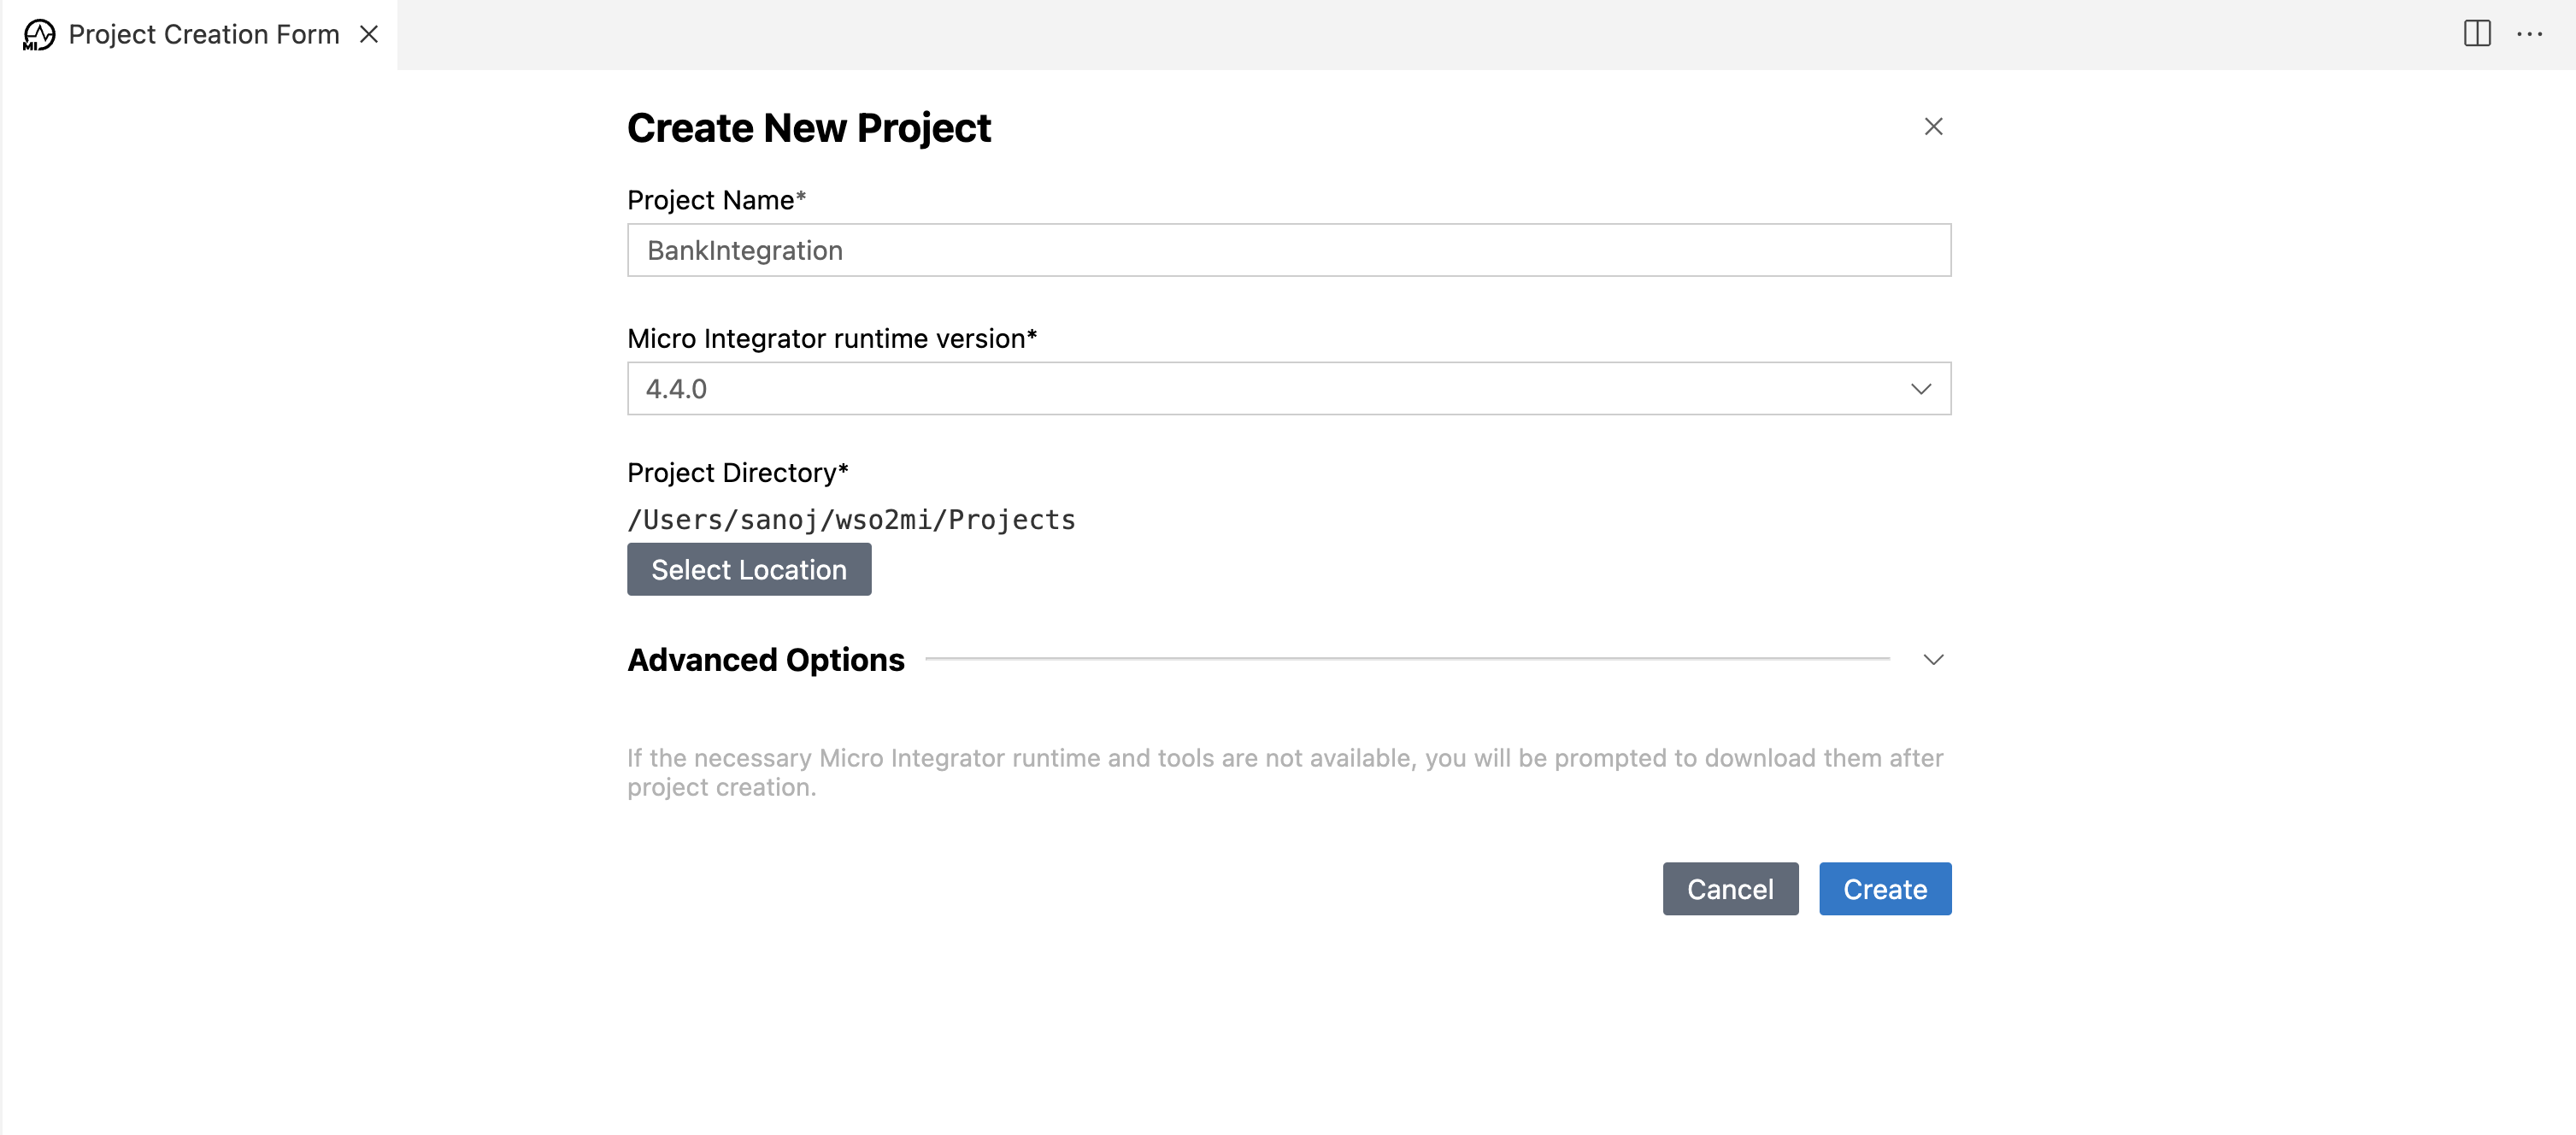 MI Project Creation Form
Create New Project
Project Name*
BankIntegration
Micro Integrator runtime version*
4.4.0
Project Directory*
/Users/sanoj/wso2mi/Projects
Select Location
Advanced Options
If the necessary Micro Integrator runtime and tools are not available, you will be prompted to download them after
project creation.
Cancel Create